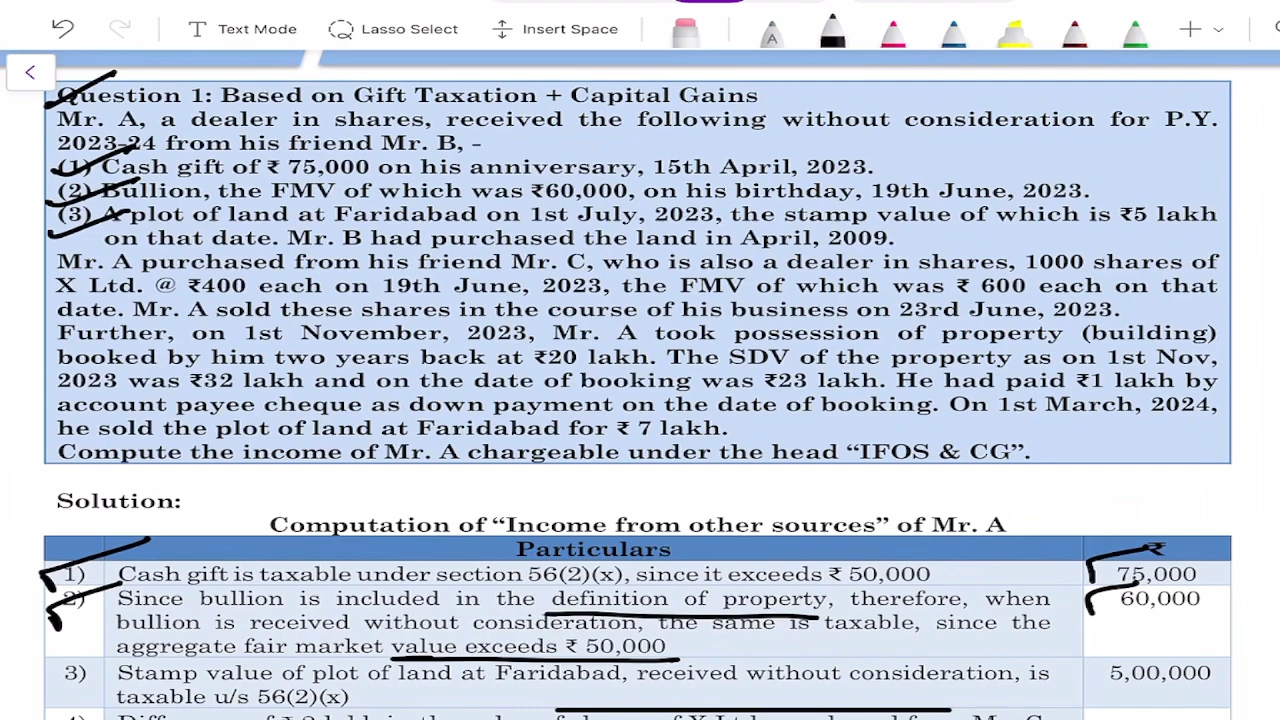 Text Mode
Lasso Select
Insert Space
Question 1: Based on Gift Taxation + Capital Gains
Mr. A, a dealer in shares, received the following without consideration for P.Y.
2023-24 from his friend Mr. B, -
(1) Cash gift of ₹ 75,000 on his anniversary, 15th April, 2023.
(2) Bullion, the FMV of which was ₹60,000, on his birthday, 19th June, 2023.
(3) A plot of land at Faridabad on 1st July, 2023, the stamp value of which is ₹5 lakh
on that date. Mr. B had purchased the land in April, 2009.
Mr. A purchased from his friend Mr. C, who is also a dealer in shares, 1000 shares of
X Ltd. @ ₹400 each on 19th June, 2023, the FMV of which was ₹ 600 each on that
date. Mr. A sold these shares in the course of his business on 23rd June, 2023.
Further, on 1st November, 2023, Mr. A took possession of property (building)
booked by him two years back at ₹20 lakh. The SDV of the property as on 1st Nov,
2023 was ₹32 lakh and on the date of booking was ₹23 lakh. He had paid ₹1 lakh by
account payee cheque as down payment on the date of booking. On 1st March, 2024,
he sold the plot of land at Faridabad for ₹ 7 lakh.
Compute the income of Mr. A chargeable under the head “IFOS & CG”.
Solution:
Computation of “Income from other sources” of Mr. A
Particulars ₹
1) Cash gift is taxable under section 56(2)(x), since it exceeds ₹ 50,000 75,000
2) Since bullion is included in the definition of property, therefore, when 60,000
bullion is received without consideration, the same is taxable, since the
aggregate fair market value exceeds ₹ 50,000
3) Stamp value of plot of land at Faridabad, received without consideration, is 5,00,000
taxable u/s 56(2)(x)